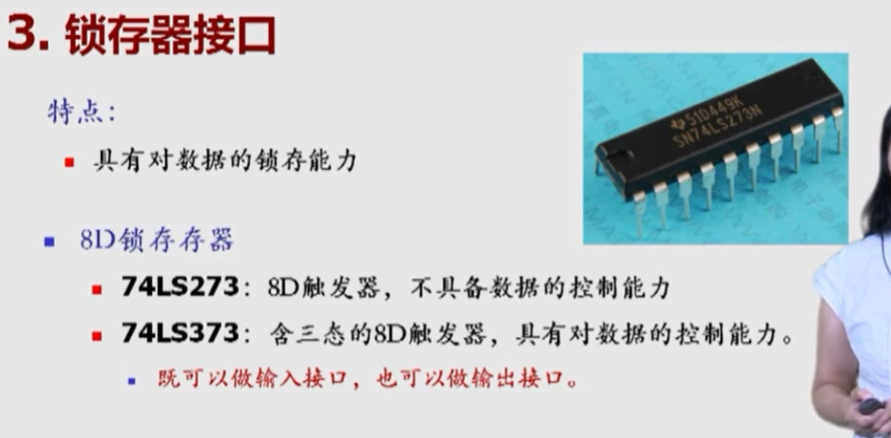 3. 锁存器接口
特点：
具有对数据的锁存能力
8D锁存存器
74LS273：8D触发器，不具备数据的控制能力
74LS373：含三态的8D触发器，具有对数据的控制能力。
既可以做输入接口，也可以做输出接口。
51D449K
SN74LS273N